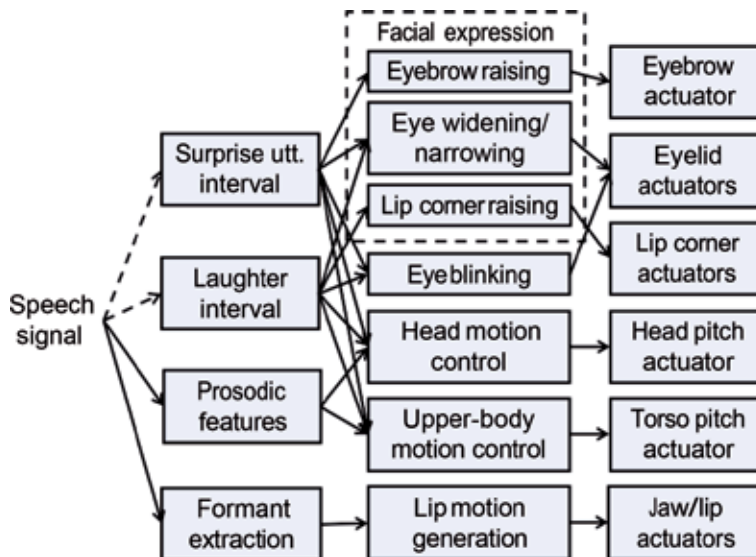 Facial expression
Speech
signal
Surprise utt.
interval
Laughter
interval
Prosodic
features
Formant
extraction
Eyebrow raising
Eye widening/
narrowing
Lip corner raising
Eye blinking
Head motion
control
Upper-body
motion control
Lip motion
generation
Eyebrow
actuator
Eyelid
actuators
Lip corner
actuators
Head pitch
actuator
Torso pitch
actuator
Jaw/lip
actuators